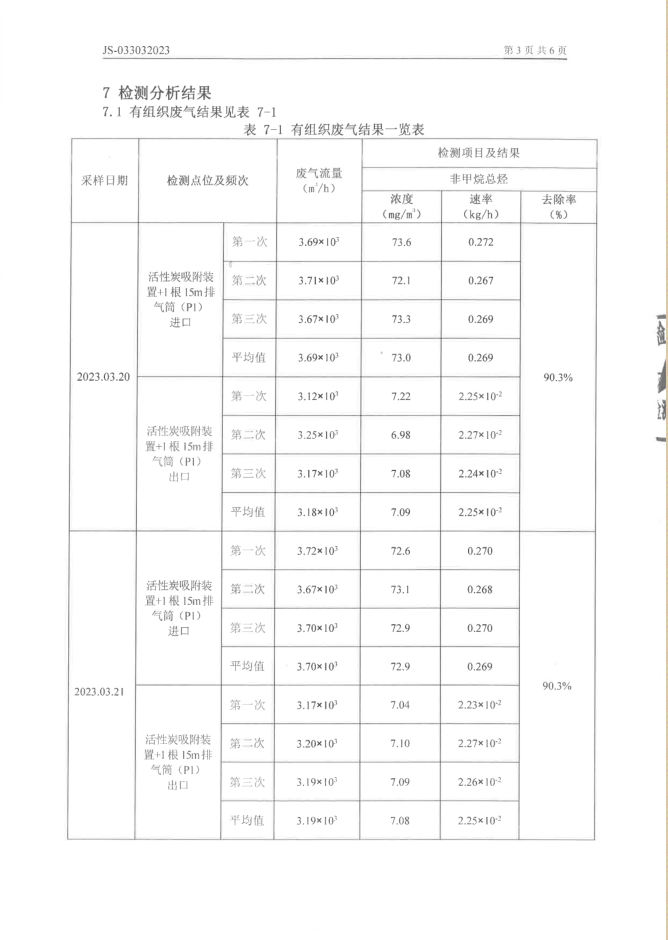 JS-033032023 第 3 页 共 6 页
7 检测分析结果
7.1 有组织废气结果见表 7-1
表 7-1 有组织废气结果一览表
采样日期 检测点位及频次 废气流量（m³/h） 检测项目及结果
非甲烷总烃
浓度（mg/m³） 速率（kg/h） 去除率（%）
2023.03.20 活性炭吸附装置+1 根 15m 排气筒（P1）进口 第一次 3.69×10³ 73.6 0.272 90.3%
第二次 3.71×10³ 72.1 0.267
第三次 3.67×10³ 73.3 0.269
平均值 3.69×10³ 73.0 0.269
活性炭吸附装置+1 根 15m 排气筒（P1）出口 第一次 3.12×10³ 7.22 2.25×10⁻²
第二次 3.25×10³ 6.98 2.27×10⁻²
第三次 3.17×10³ 7.08 2.24×10⁻²
平均值 3.18×10³ 7.09 2.25×10⁻²
2023.03.21 活性炭吸附装置+1 根 15m 排气筒（P1）进口 第一次 3.72×10³ 72.6 0.270 90.3%
第二次 3.67×10³ 73.1 0.268
第三次 3.70×10³ 72.9 0.270
平均值 3.70×10³ 72.9 0.269
活性炭吸附装置+1 根 15m 排气筒（P1）出口 第一次 3.17×10³ 7.04 2.23×10⁻²
第二次 3.20×10³ 7.10 2.27×10⁻²
第三次 3.19×10³ 7.09 2.26×10⁻²
平均值 3.19×10³ 7.08 2.25×10⁻²